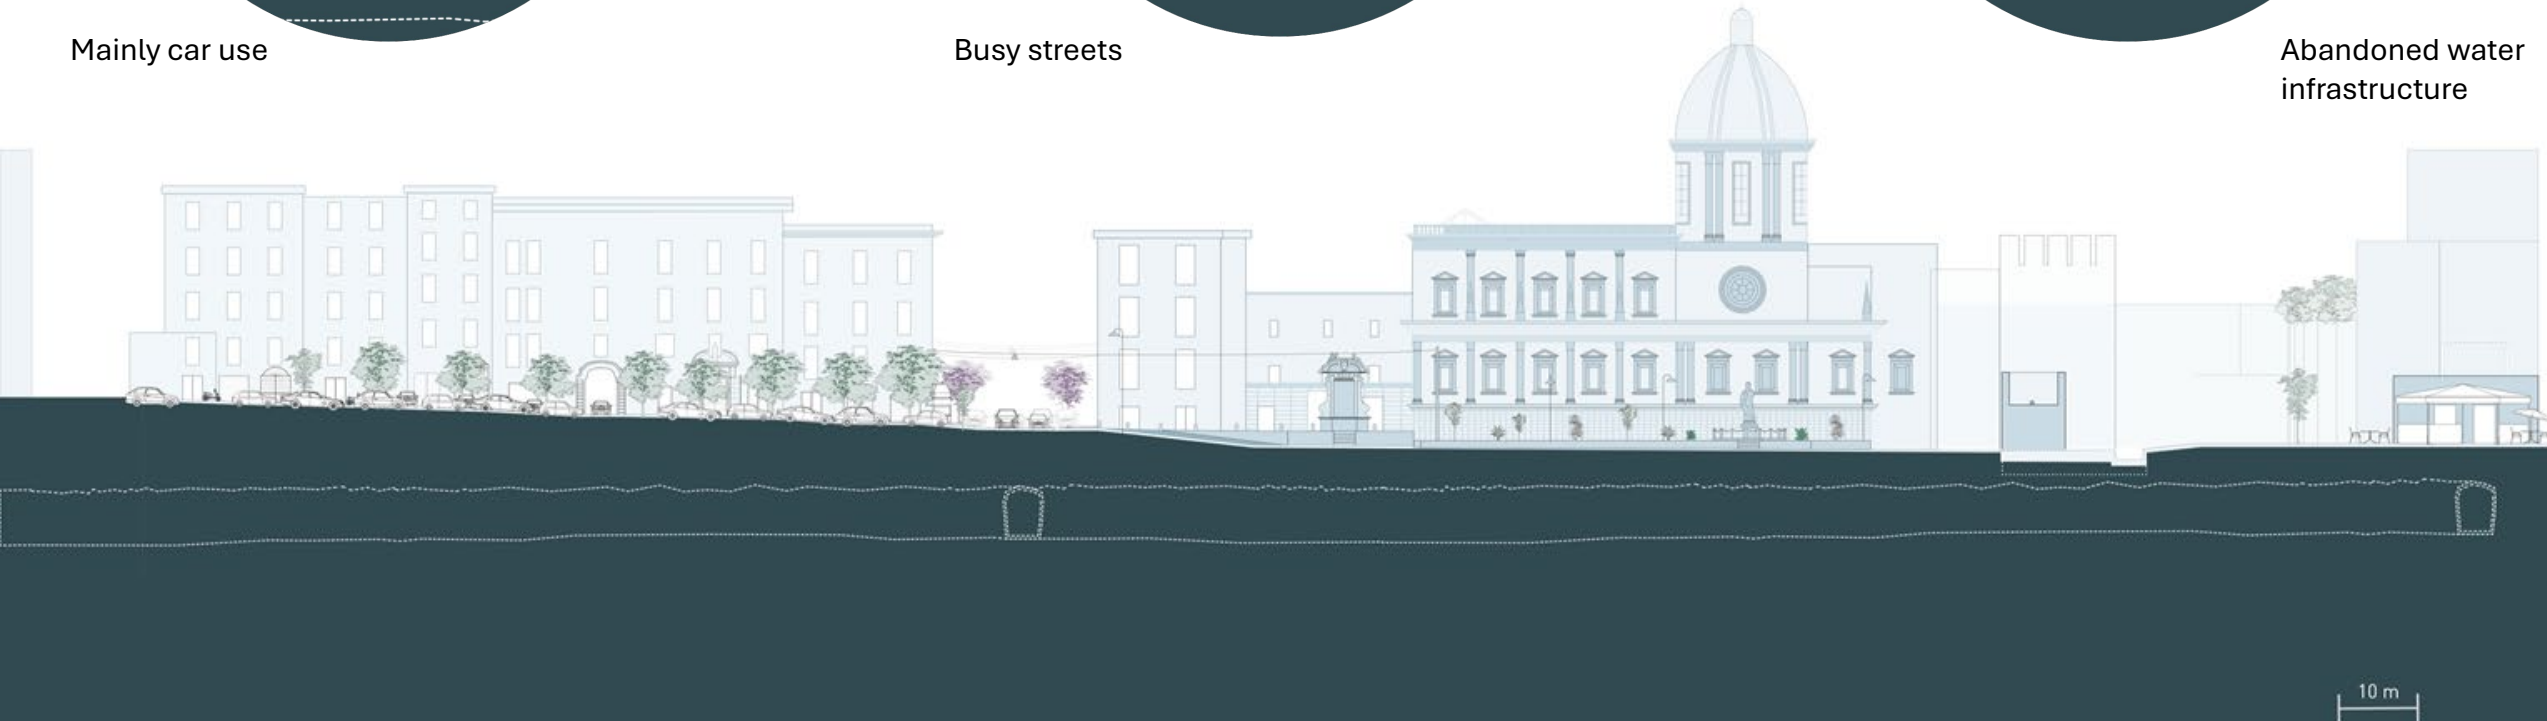 Mainly car use
Busy streets
Abandoned water
infrastructure
10 m